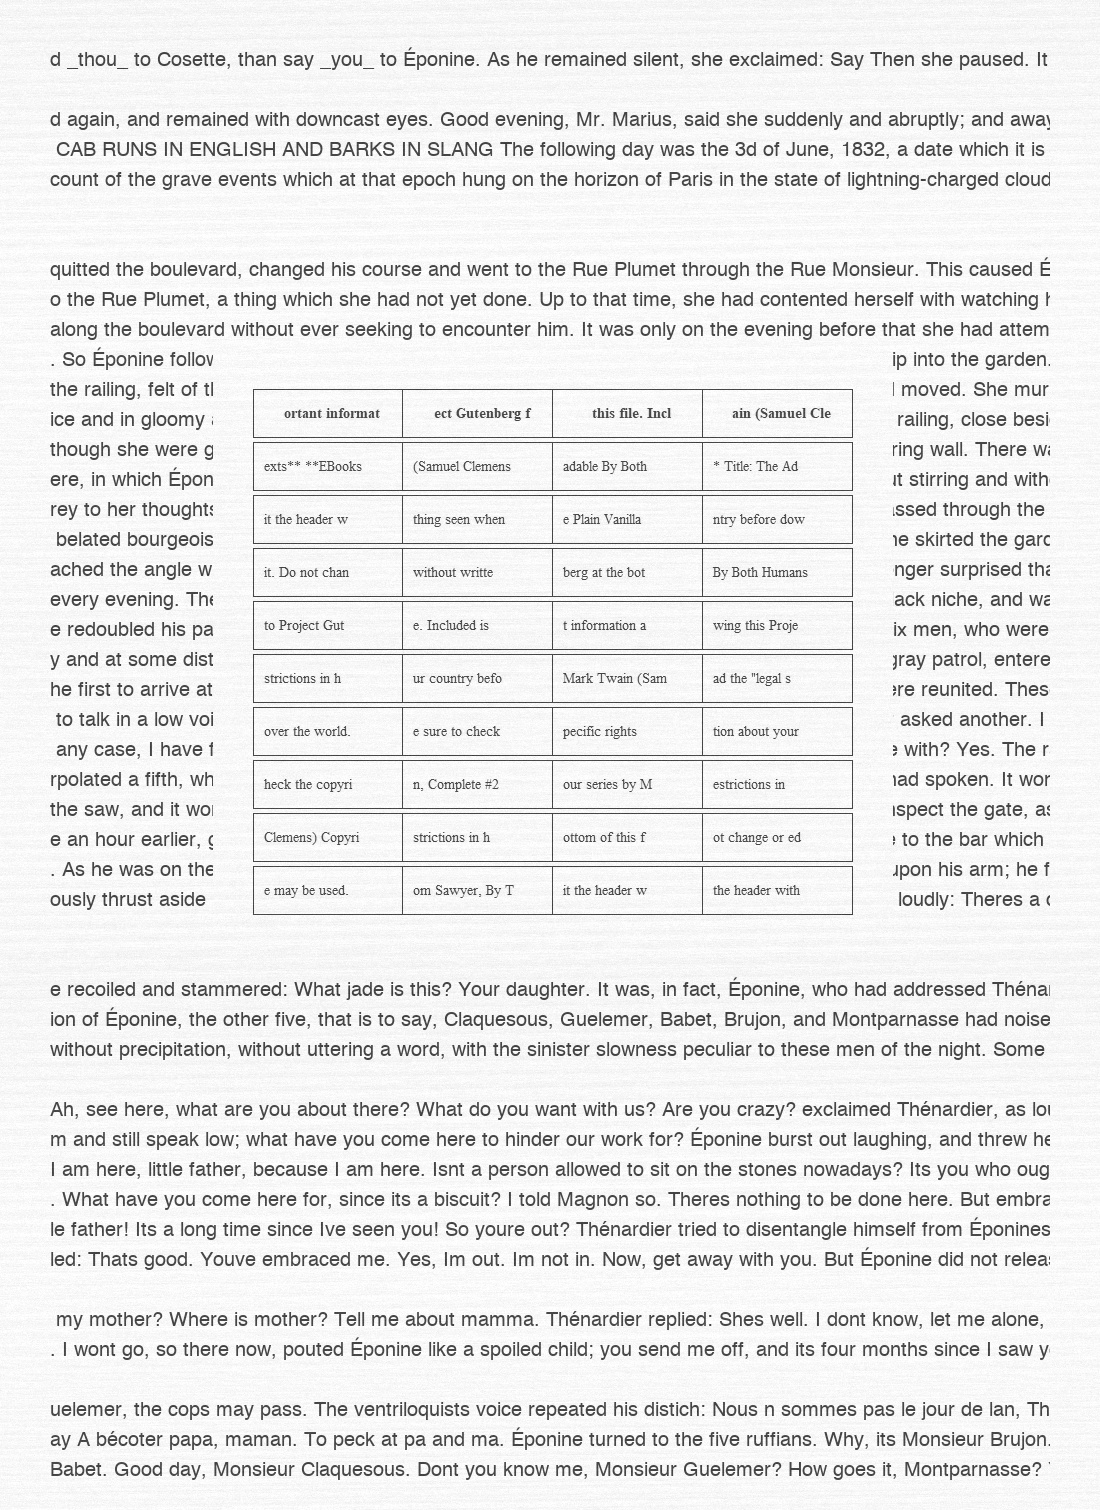 d _thou_ to Cosette, than say _you_ to Éponine. As he remained silent, she exclaimed: Say Then she paused. It
d again, and remained with downcast eyes. Good evening, Mr. Marius, said she suddenly and abruptly; and away
CAB RUNS IN ENGLISH AND BARKS IN SLANG The following day was the 3d of June, 1832, a date which it is
count of the grave events which at that epoch hung on the horizon of Paris in the state of lightning-charged cloud
quitted the boulevard, changed his course and went to the Rue Plumet through the Rue Monsieur. This caused É
o the Rue Plumet, a thing which she had not yet done. Up to that time, she had contented herself with watching
along the boulevard without ever seeking to encounter him. It was only on the evening before that she had attem
. So Éponine follow ip into the garden.
the railing, felt of moved. She mur
ice and in gloomy railing, close besi
though she were g ring wall. There wa
ere, in which Épon ut stirring and with
rey to her thoughts assed through the
belated bourgeois he skirted the gard
ached the angle w onger surprised tha
every evening. The ack niche, and wa
e redoubled his pa ix men, who were
y and at some dist gray patrol, entere
he first to arrive at ere reunited. Thes
to talk in a low voi asked another. I
any case, I have f e with? Yes. The r
rpolated a fifth, wh had spoken. It wor
the saw, and it wo nspect the gate, as
e an hour earlier, g e to the bar which
. As he was on the upon his arm; he f
ously thrust aside loudly: Theres a
ortant informat ect Gutenberg f this file. Incl ain (Samuel Cle
exts** **EBooks (Samuel Clemens adable By Both * Title: The Ad
it the header w thing seen when e Plain Vanilla ntry before dow
it. Do not chan without writte berg at the bot By Both Humans
to Project Gut e. Included is t information a wing this Proje
strictions in h ur country befo Mark Twain (Sam ad the "legal s
over the world. e sure to check pecific rights tion about your
heck the copyri n, Complete #2 our series by M estrictions in
Clemens) Copyri strictions in h ottom of this f ot change or ed
e may be used. om Sawyer, By T it the header w the header with
e recoiled and stammered: What jade is this? Your daughter. It was, in fact, Éponine, who had addressed Thénar
ion of Éponine, the other five, that is to say, Claquesous, Guelemer, Babet, Brujon, and Montparnasse had noise
without precipitation, without uttering a word, with the sinister slowness peculiar to these men of the night. Some
Ah, see here, what are you about there? What do you want with us? Are you crazy? exclaimed Thénardier, as lou
m and still speak low; what have you come here to hinder our work for? Éponine burst out laughing, and threw he
I am here, little father, because I am here. Isnt a person allowed to sit on the stones nowadays? Its you who oug
. What have you come here for, since its a biscuit? I told Magnon so. Theres nothing to be done here. But embra
le father! Its a long time since Ive seen you! So youre out? Thénardier tried to disentangle himself from Éponines
led: Thats good. Youve embraced me. Yes, Im out. Im not in. Now, get away with you. But Éponine did not releas
my mother? Where is mother? Tell me about mamma. Thénardier replied: Shes well. I dont know, let me alone,
. I wont go, so there now, pouted Éponine like a spoiled child; you send me off, and its four months since I saw y
uelemer, the cops may pass. The ventriloquists voice repeated his distich: Nous n sommes pas le jour de lan, Th
ay A bécoter papa, maman. To peck at pa and ma. Éponine turned to the five ruffians. Why, its Monsieur Brujon.
Babet. Good day, Monsieur Claquesous. Dont you know me, Monsieur Guelemer? How goes it, Montparnasse?